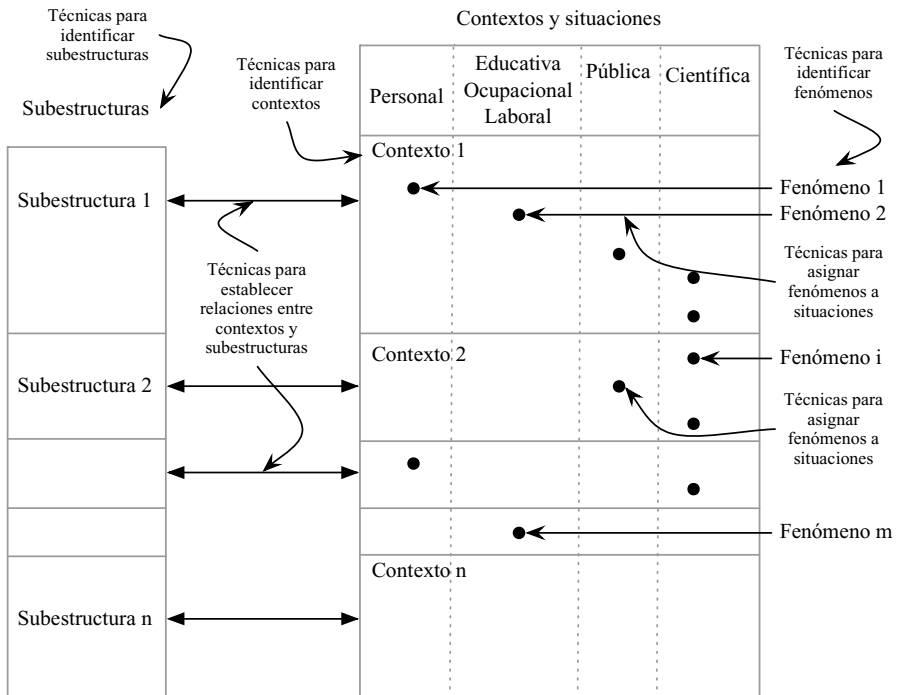 Contextos y situaciones
Técnicas para
identificar
subestructuras
Subestructuras
Técnicas para
identificar
contextos
Personal
Educativa
Ocupacional
Laboral
Pública
Científica
Técnicas para
identificar
fenómenos
Contexto 1
Subestructura 1
Fenómeno 1
Fenómeno 2
Técnicas para
establecer
relaciones entre
contextos y
subestructuras
Técnicas para
asignar
fenómenos a
situaciones
Contexto 2
Subestructura 2
Fenómeno i
Técnicas para
asignar
fenómenos a
situaciones
Fenómeno m
Contexto n
Subestructura n